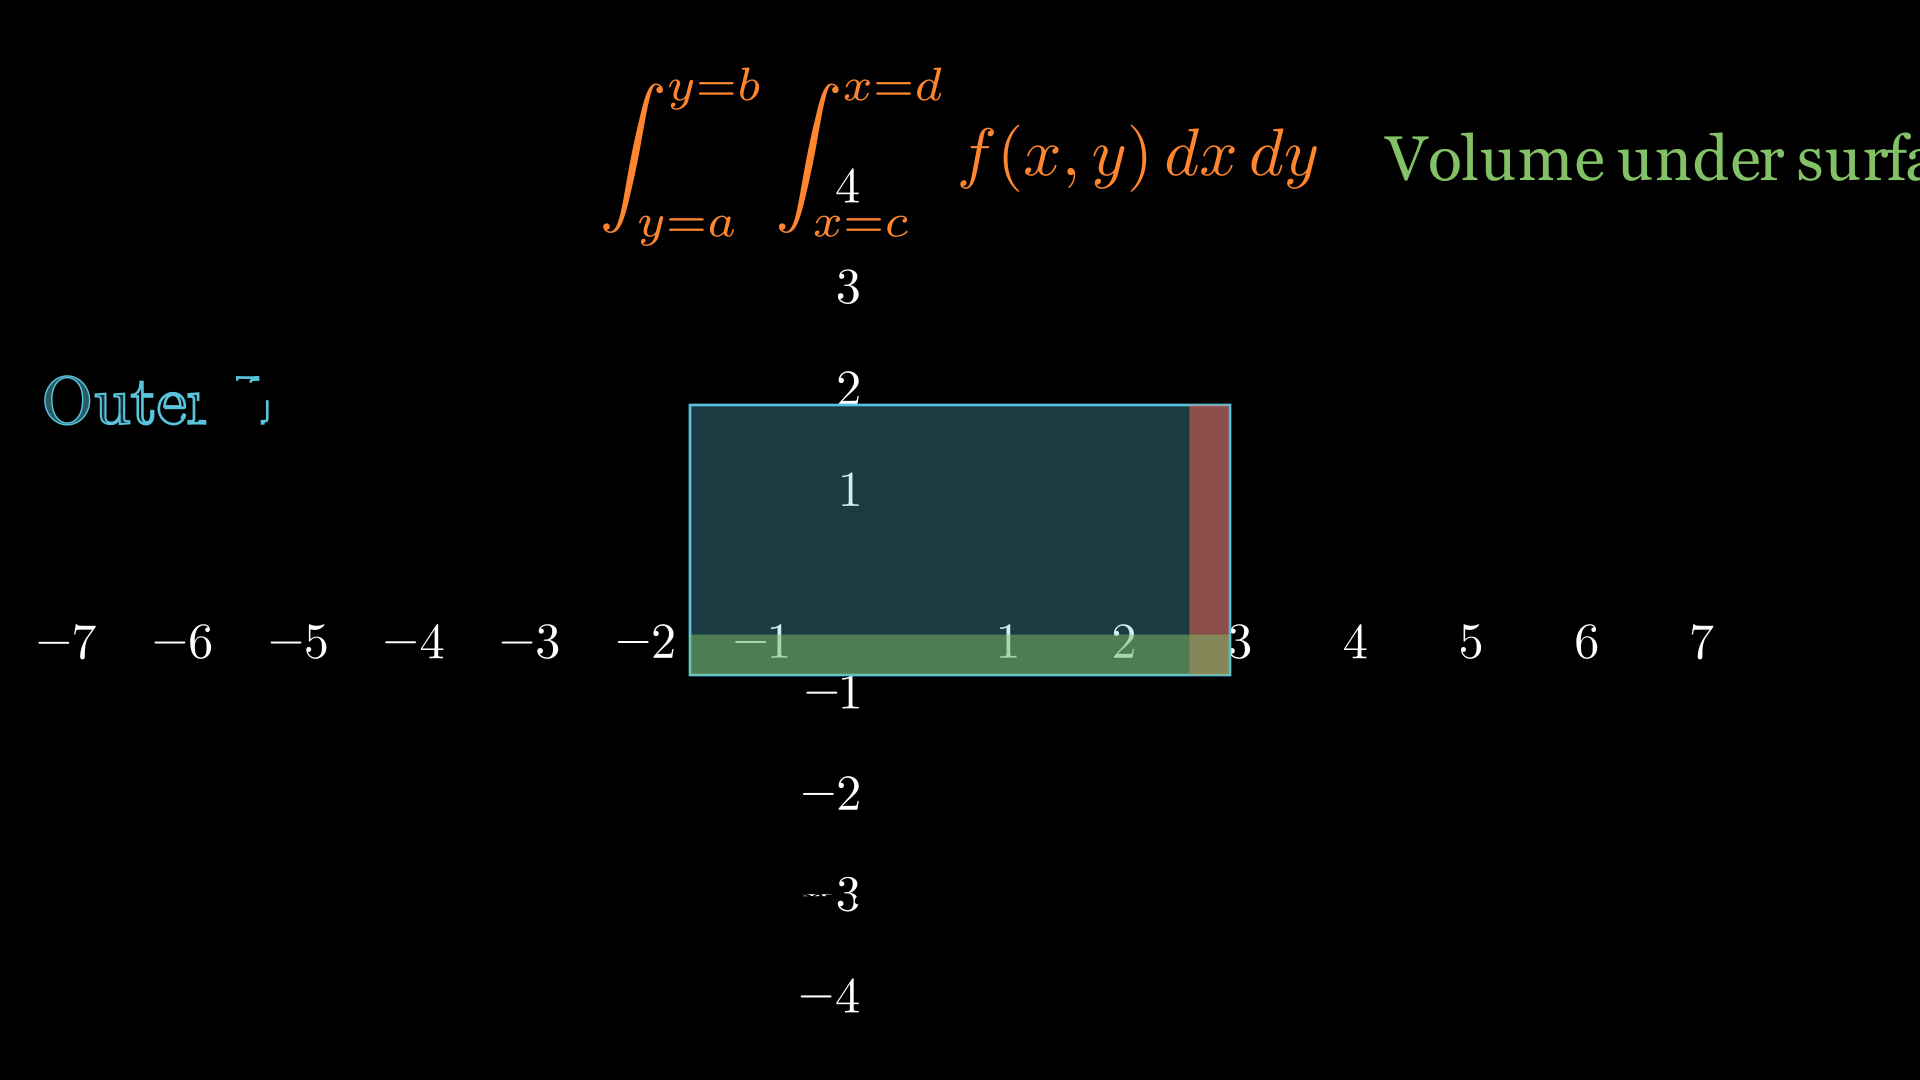 ∫_{y=a}^{y=b} ∫_{x=c}^{x=d} f(x, y) dx dy Volume under
4
3
2
Outer
1
−7 −6 −5 −4 −3 −2 −1 1 2 3 4 5 6 7
−1
−2
−3
−4